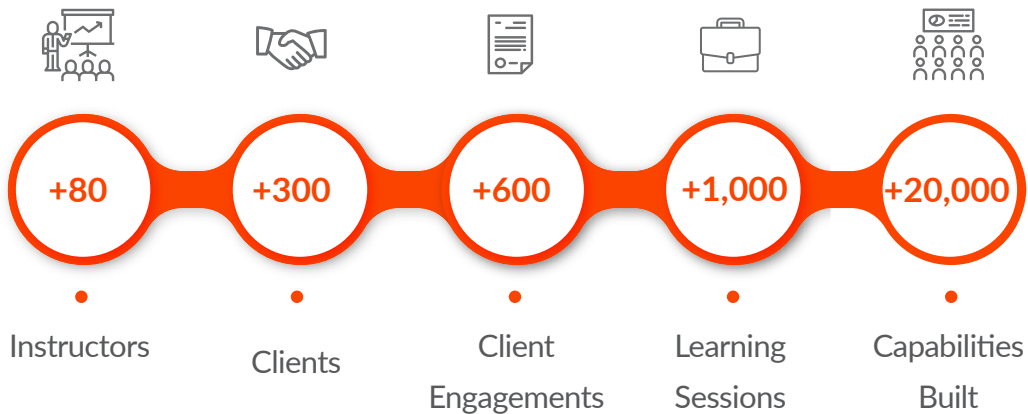 +80
+300
+600
+1,000
+20,000
Instructors
Clients
Client
Engagements
Learning
Sessions
Capabilities
Built